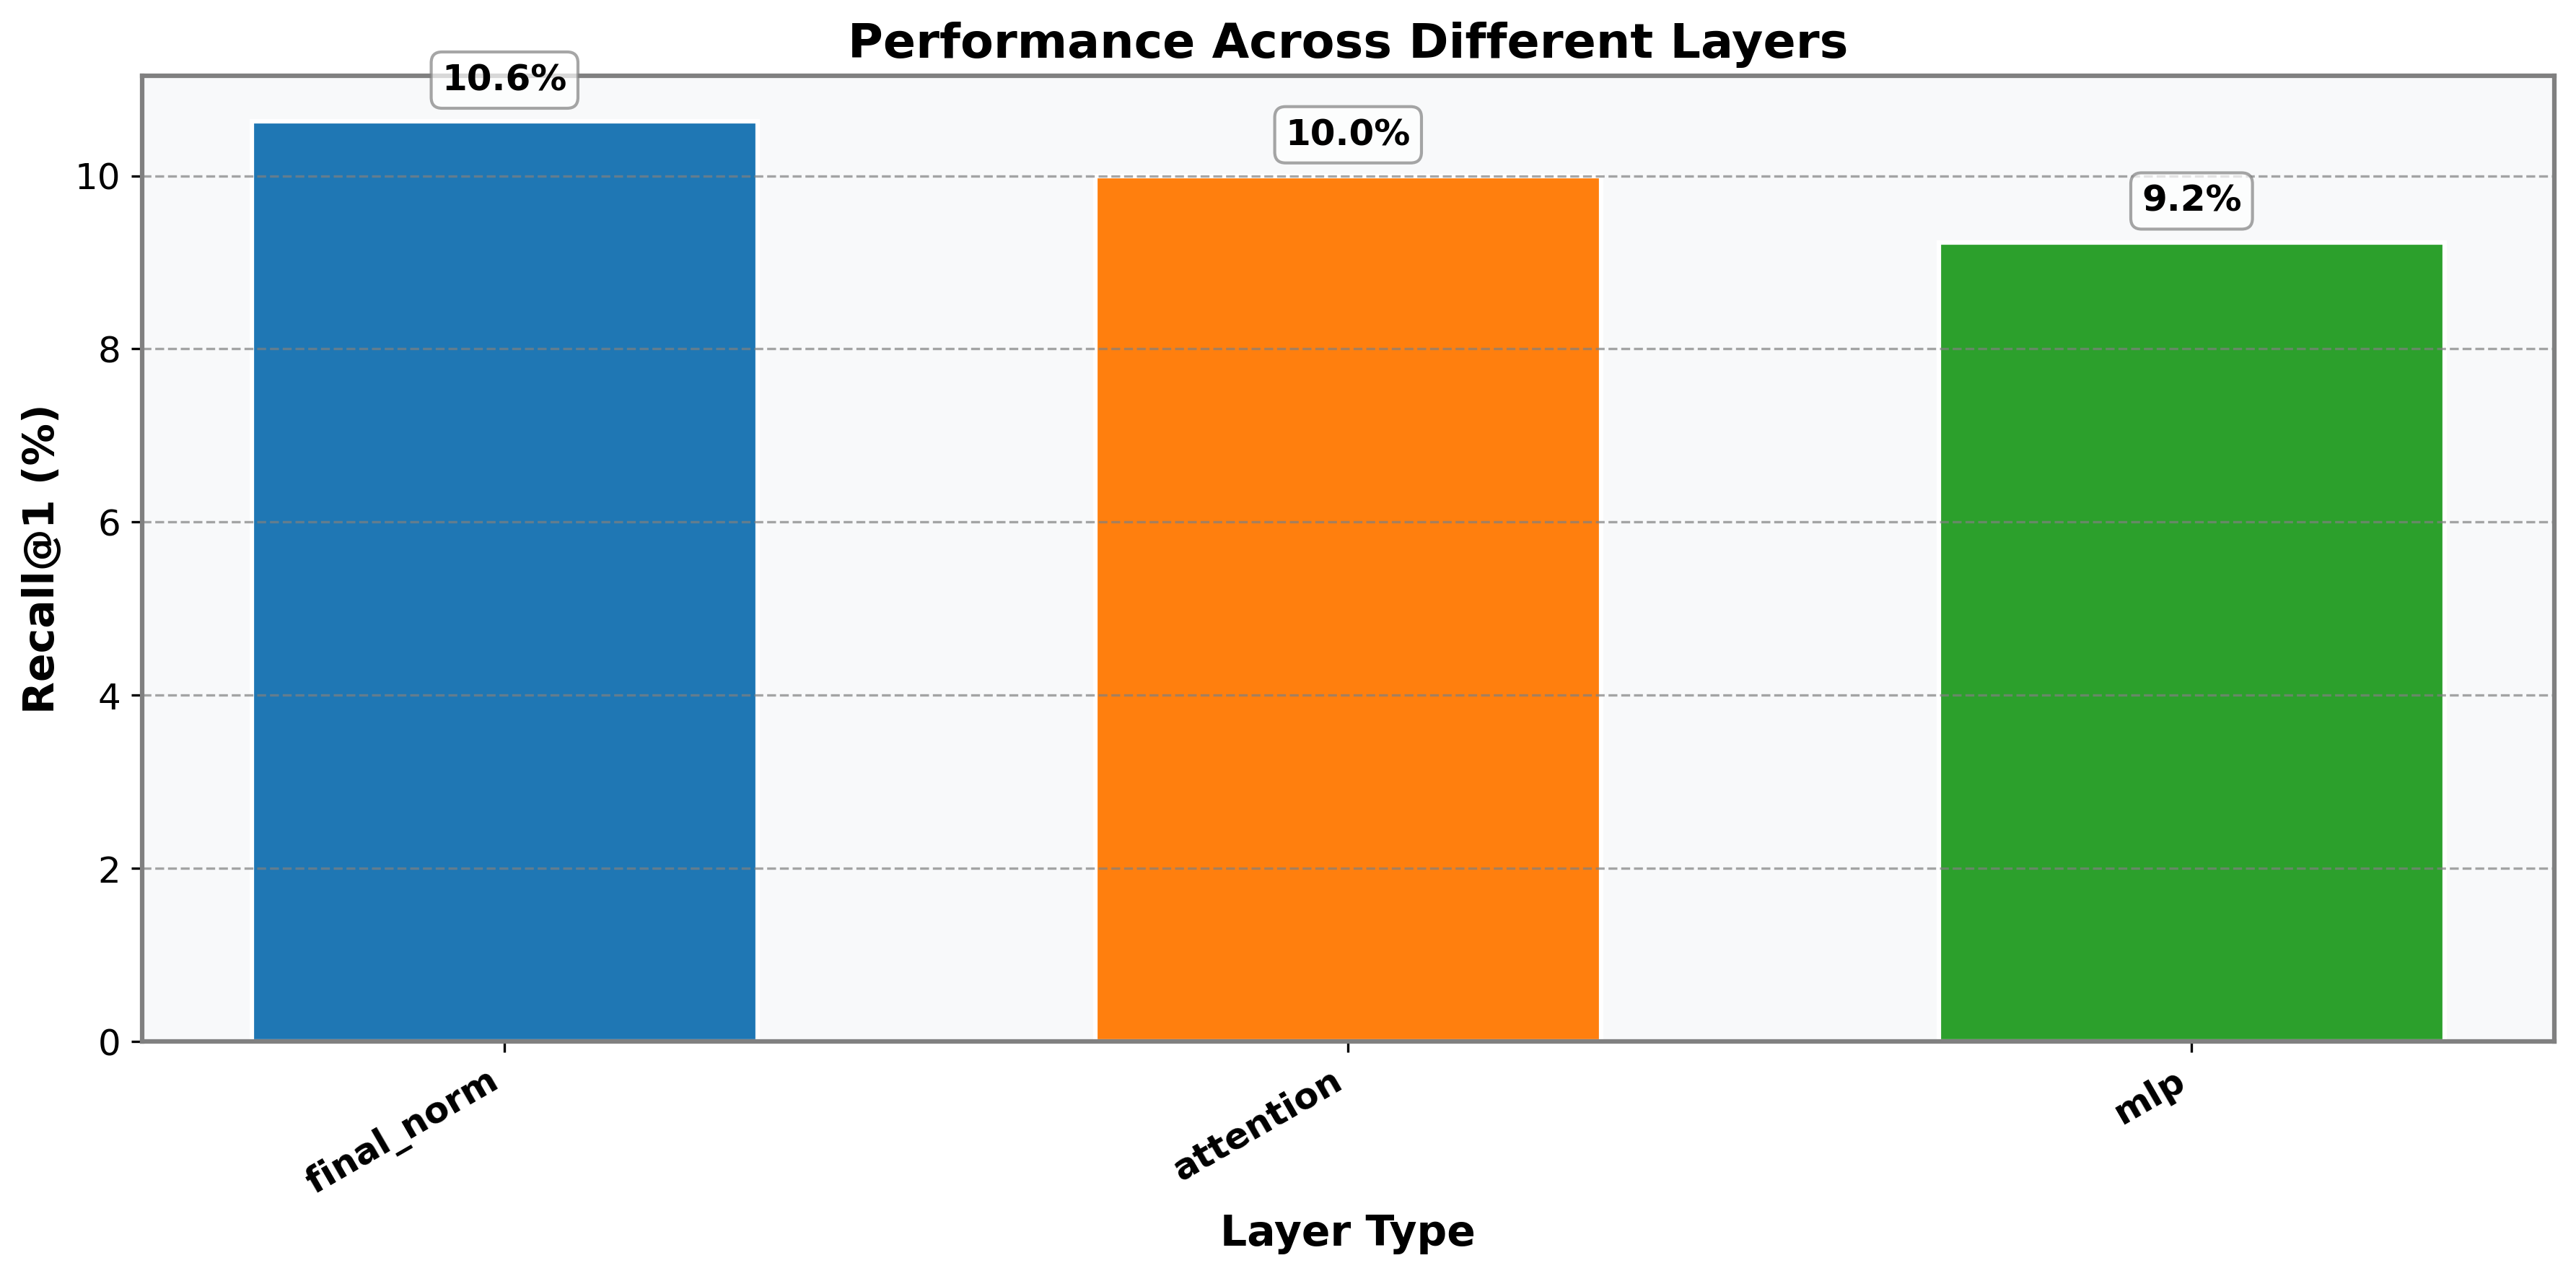 Performance Across Different Layers
10.6%
10.0%
9.2%
10
8
6
4
2
0
Recall@1 (%)
final_norm
attention
mlp
Layer Type